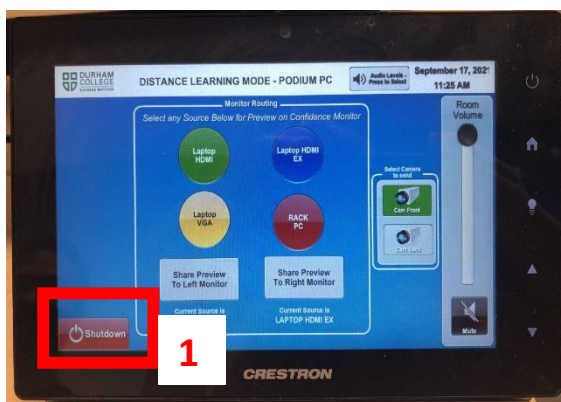 DURHAM
COLLEGE
SUCCESS MATTERS
DISTANCE LEARNING MODE - PODIUM PC
Audio Levels -
Press to Select
September 17, 202
11:25 AM
Monitor Routing
Select any Source Below for Preview on Confidence Monitor
Laptop
HDMI
Laptop HDMI
EX
Laptop
VGA
RACK
PC
Share Preview
To Left Monitor
Share Preview
To Right Monitor
Current Source is
Current Source is
LAPTOP HDMI EX
Select Camera
to send
Cam Front
Cam Back
Room
Volume
Mute
Shutdown
1
CRESTRON